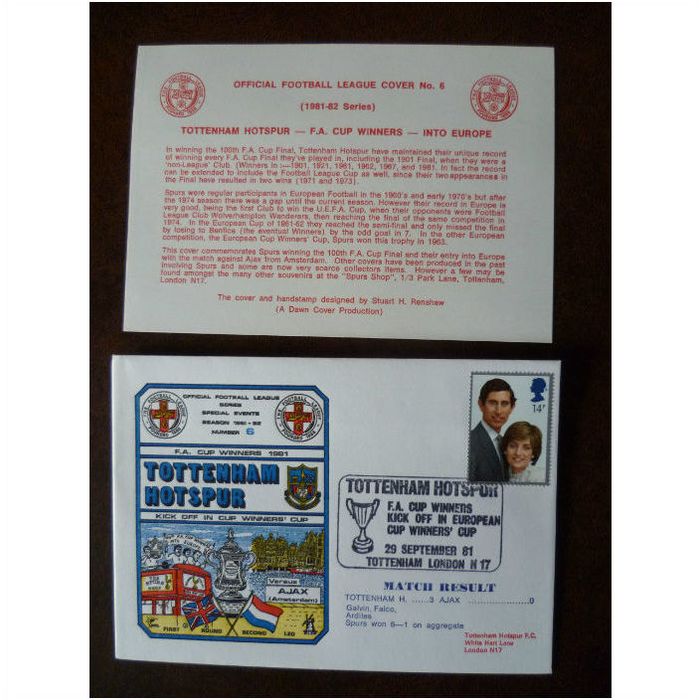 OFFICIAL FOOTBALL LEAGUE COVER No. 6
(1981-82 Series)
TOTTENHAM HOTSPUR — F.A. CUP WINNERS — INTO EUROPE
In winning the 100th F.A. Cup Final, Tottenham Hotspur have maintained their unique record
of winning every F.A. Cup Final they've played in, including the 1901 Final, when they were a
'non-League' Club. (Winners in :—1901, 1921, 1961, 1962, 1967, and 1981. In fact the record
can be extended to include the Football League Cup as well, since their two appearances in
the Final have resulted in two wins (1971 and 1973).
Spurs were regular participants in European Football in the 1960's and early 1970's but after
the 1974 season there was a gap until the current season. However their record in Europe is
very good, being the first Club to win the U.E.F.A. Cup, when their opponents were Football
League Club Wolverhampton Wanderers, then reaching the final of the same competition in
1974. In the European Cup of 1961-62 they reached the semi-final and only missed the final
by losing to Benfica (the eventual Winners) by the odd goal in 7. In the other European
competition, the European Cup Winners' Cup, Spurs won this trophy in 1963.
This cover commemorates Spurs winning the 100th F.A. Cup Final and their entry into Europe
with the match against Ajax from Amsterdam. Other covers have been produced in the past
involving Spurs and some are now very scarce collectors items. However a few may be
found amongst the many other souvenirs at the "Spurs Shop", 1/3 Park Lane, Tottenham,
London N17.
The cover and handstamp designed by Stuart H. Renshaw
(A Dawn Cover Production)
OFFICIAL FOOTBALL LEAGUE
SERIES
SPECIAL EVENTS
SEASON 1981-82
NUMBER 6
F.A. CUP WINNERS 1981
TOTTENHAM
HOTSPUR
KICK OFF IN CUP WINNERS' CUP
Versus
AJAX
(Amsterdam)
FIRST ROUND SECOND LEG
14P
TOTTENHAM HOTSPUR
F.A. CUP WINNERS
KICK OFF IN EUROPEAN
CUP WINNERS' CUP
29 SEPTEMBER 81
TOTTENHAM LONDON N 17
MATCH RESULT
TOTTENHAM H. ......3 AJAX ....................0
Galvin, Falco,
Ardiles
Spurs won 6—1 on aggregate
Tottenham Hotspur F.C.
White Hart Lane
London N17